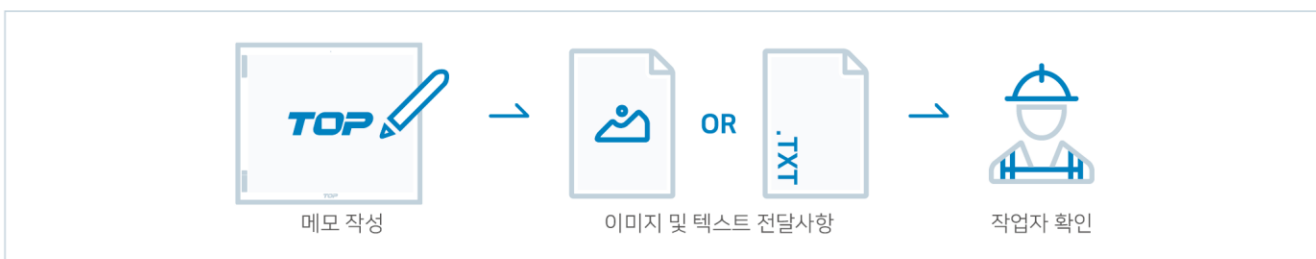 TOP
OR
.TXT
TOP
메모 작성
이미지 및 텍스트 전달사항
작업자 확인